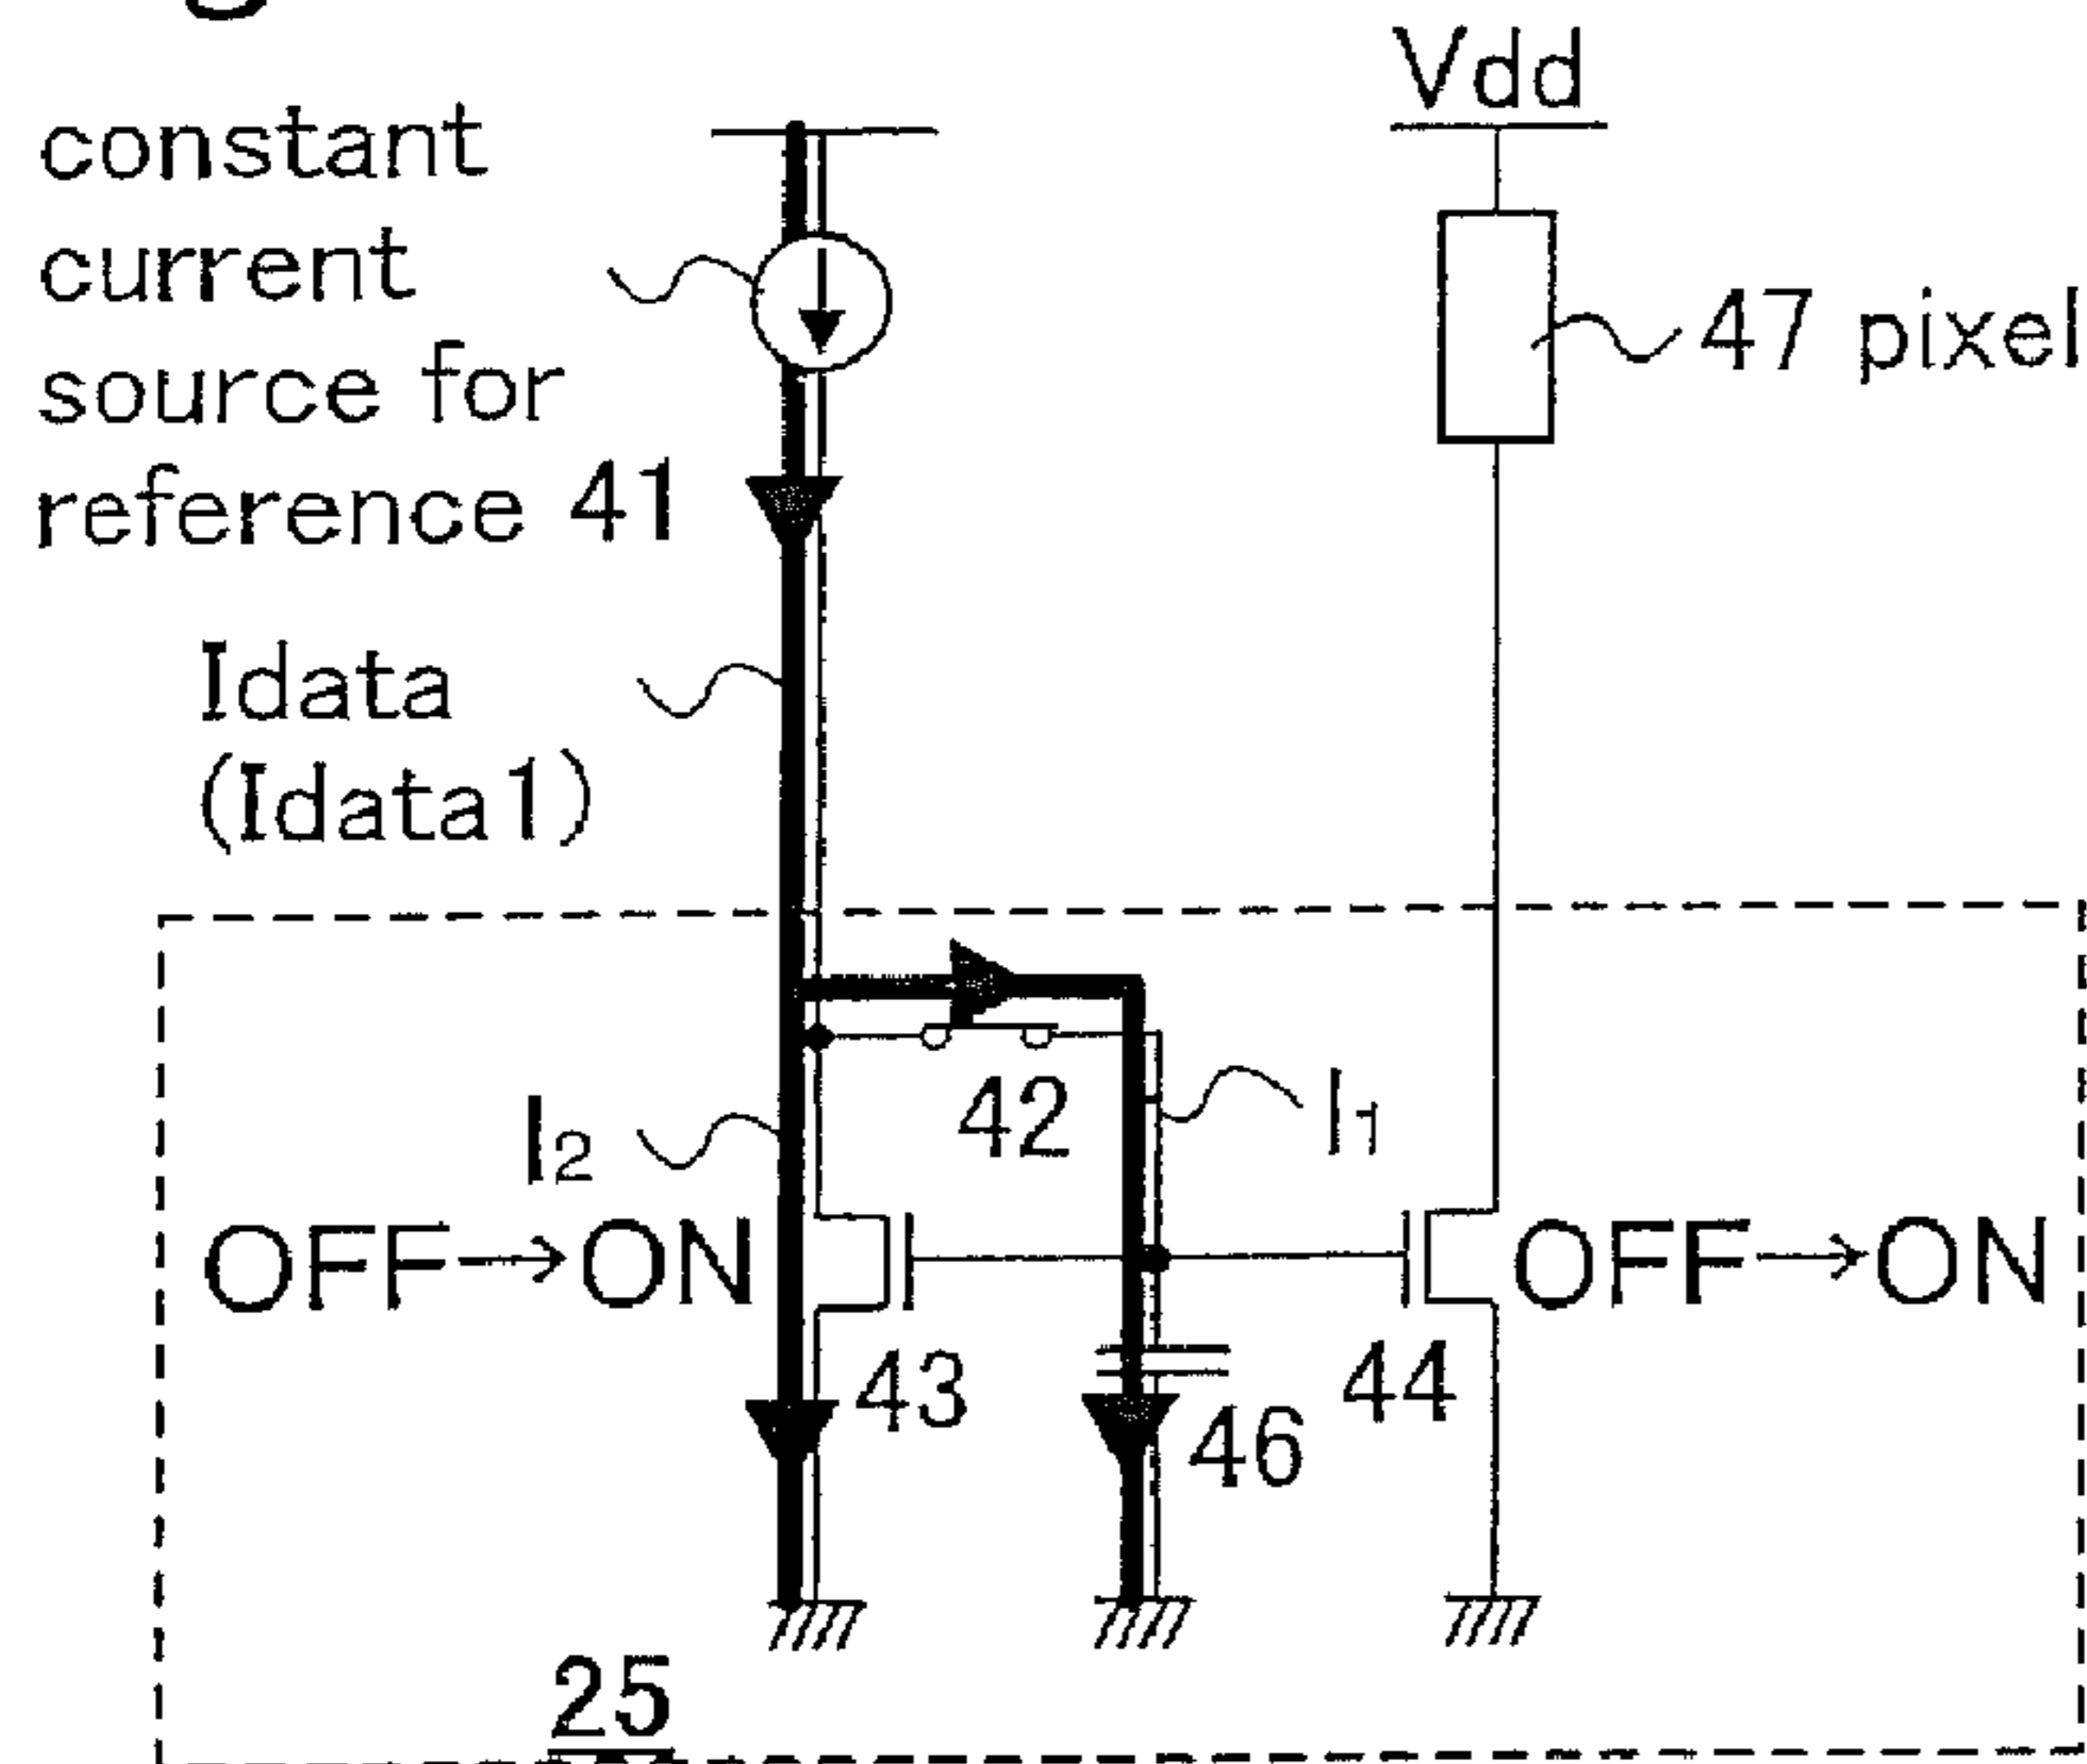 Vdd
constant
current
source for
reference 41
47 pixel
Idata
(Idata1)
I2
42
I1
OFF→ON
OFF→ON
43
44
46
25